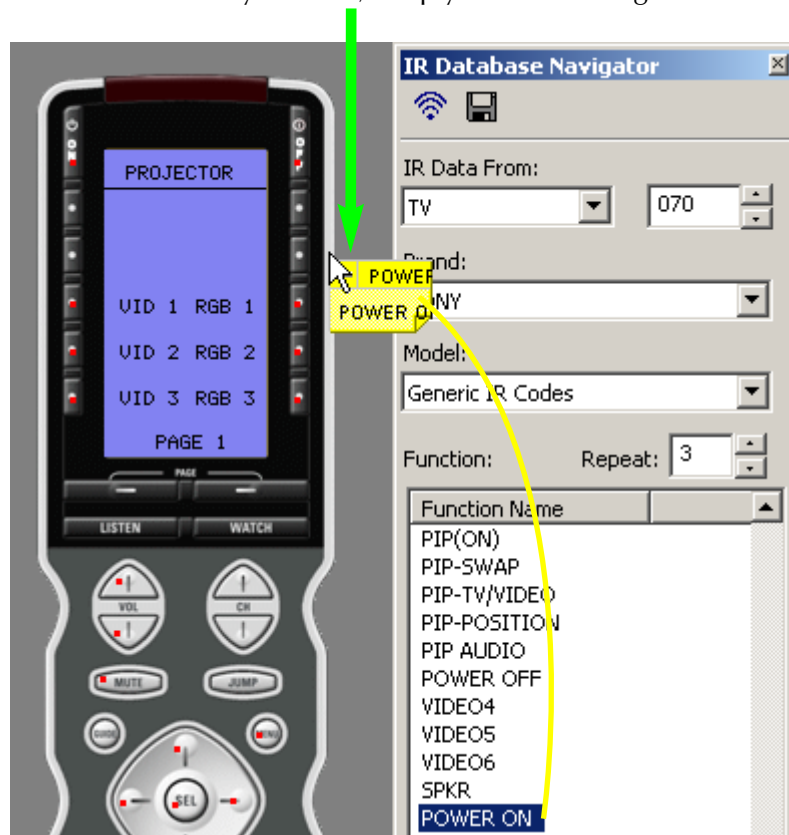 IR Database Navigator
ON
OFF
PROJECTOR
VID 1 RGB 1
VID 2 RGB 2
VID 3 RGB 3
PAGE 1
PAGE
LISTEN
WATCH
VOL
CH
MUTE
JUMP
GUIDE
MENU
SEL
IR Data From:
TV
070
POWER
POWER
Model:
Generic IR Codes
Function:
Repeat:
3
Function Name
PIP(ON)
PIP-SWAP
PIP-TV/VIDEO
PIP-POSITION
PIP AUDIO
POWER OFF
VIDEO4
VIDEO5
VIDEO6
SPKR
POWER ON